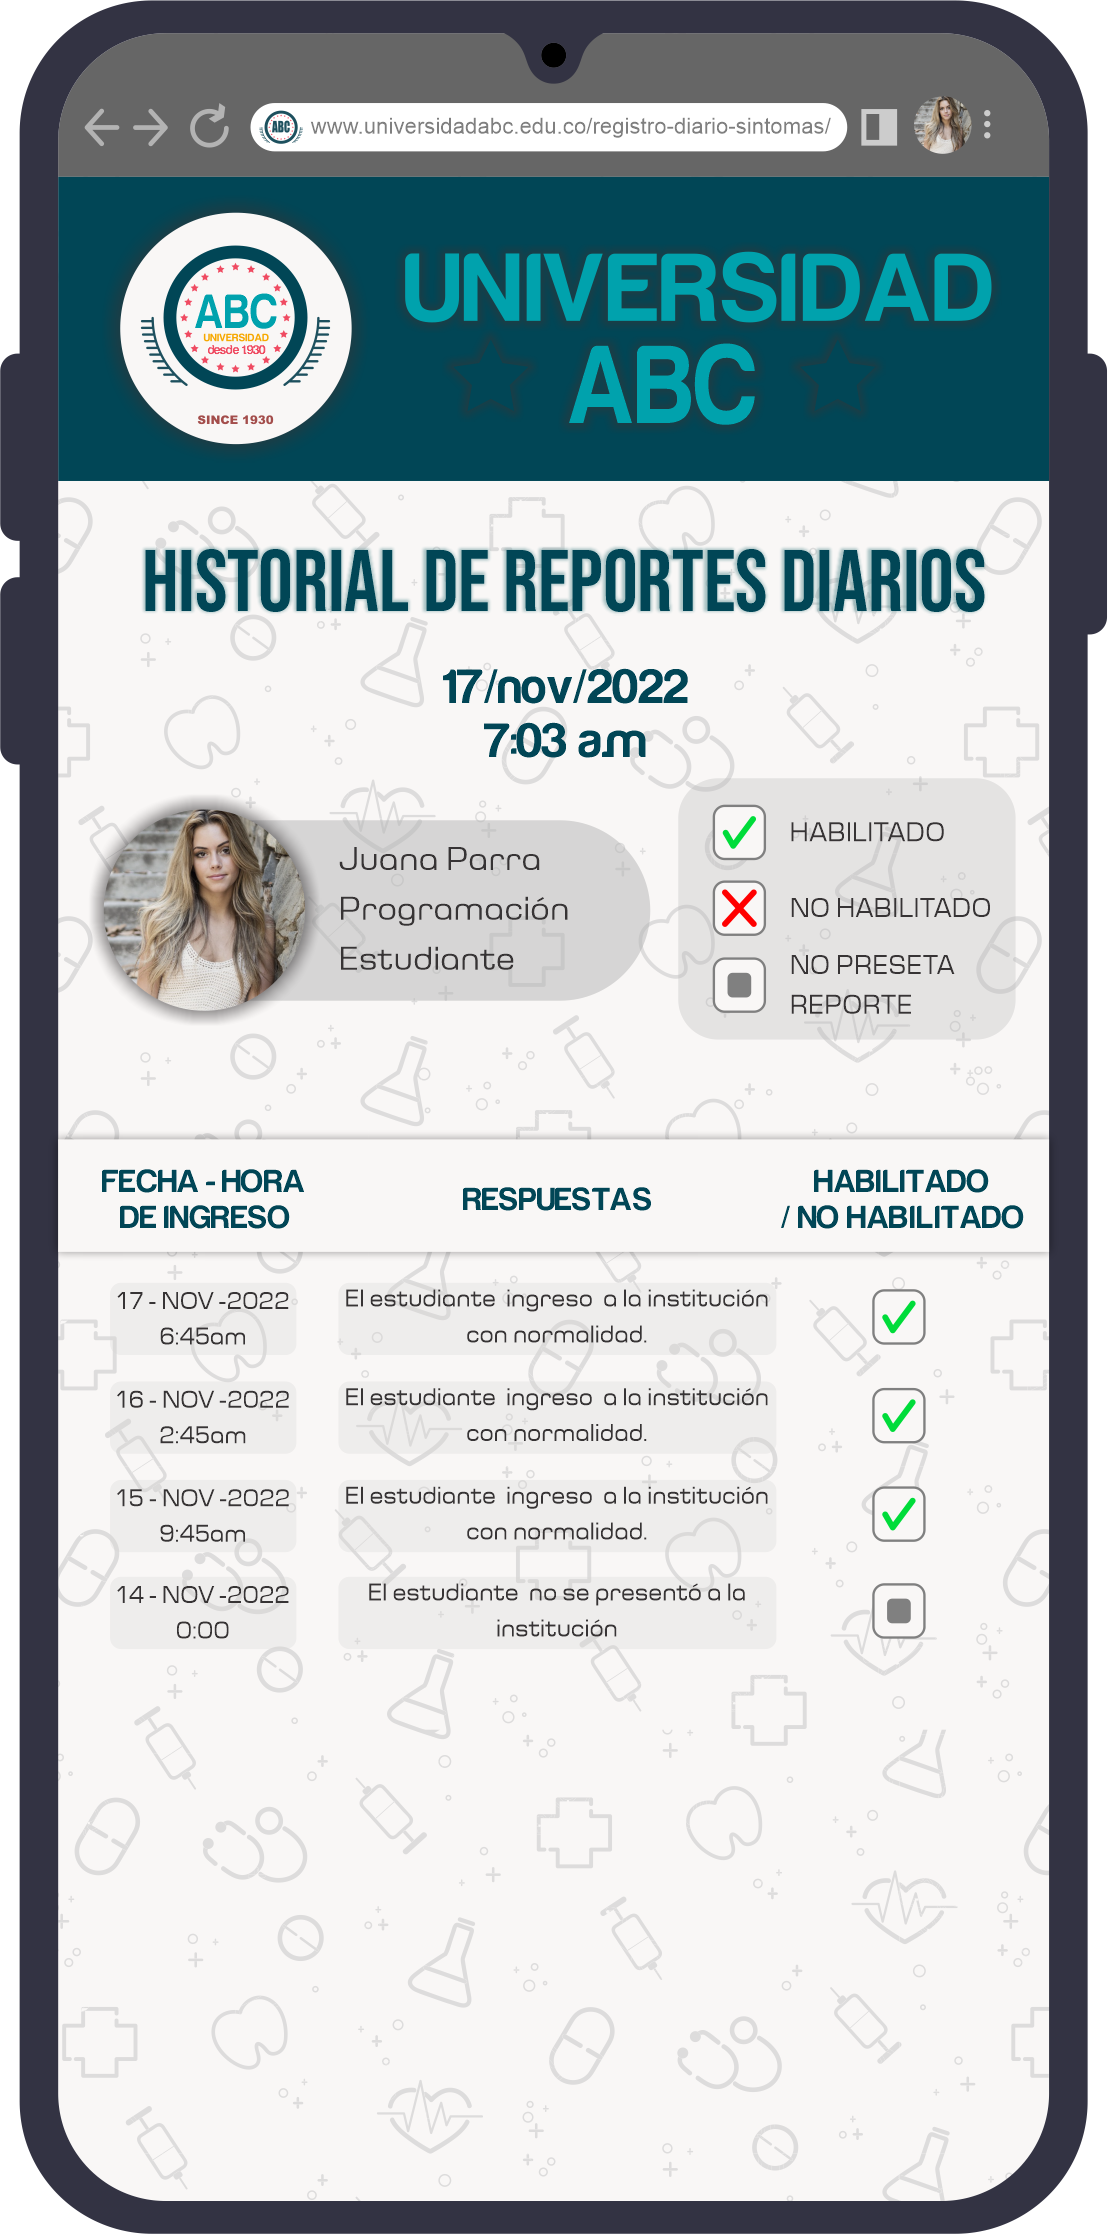 ABC
www.universidadabc.edu.co/registro-diario-sintomas/
ABC
UNIVERSIDAD
desde 1930
SINCE 1930
UNIVERSIDAD
ABC
HISTORIAL DE REPORTES DIARIOS
17/nov/2022
7:03 a.m
Juana Parra
Programación
Estudiante
HABILITADO
NO HABILITADO
NO PRESETA
REPORTE
FECHA - HORA
DE INGRESO
RESPUESTAS
HABILITADO
/ NO HABILITADO
17 - NOV -2022
6:45am
El estudiante ingreso a la institución
con normalidad.
16 - NOV -2022
2:45am
El estudiante ingreso a la institución
con normalidad.
15 - NOV -2022
9:45am
El estudiante ingreso a la institución
con normalidad.
14 - NOV -2022
0:00
El estudiante no se presentó a la
institución